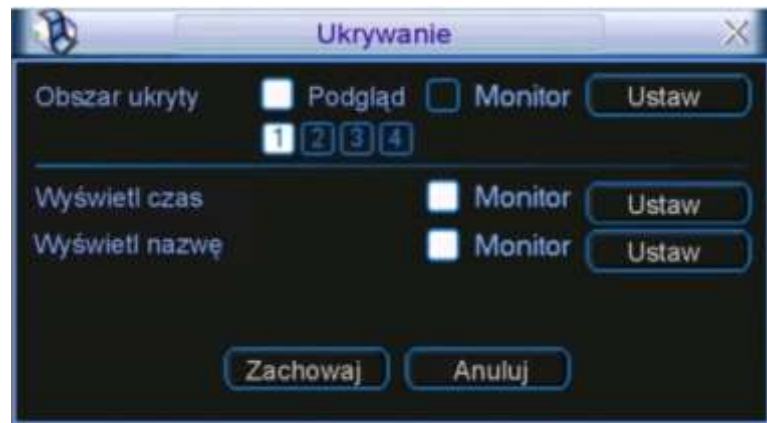 Ukrywanie
Obszar ukryty Podgląd Monitor Ustaw
1 2 3 4
Wyświetl czas Monitor Ustaw
Wyświetl nazwę Monitor Ustaw
Zachowaj Anuluj